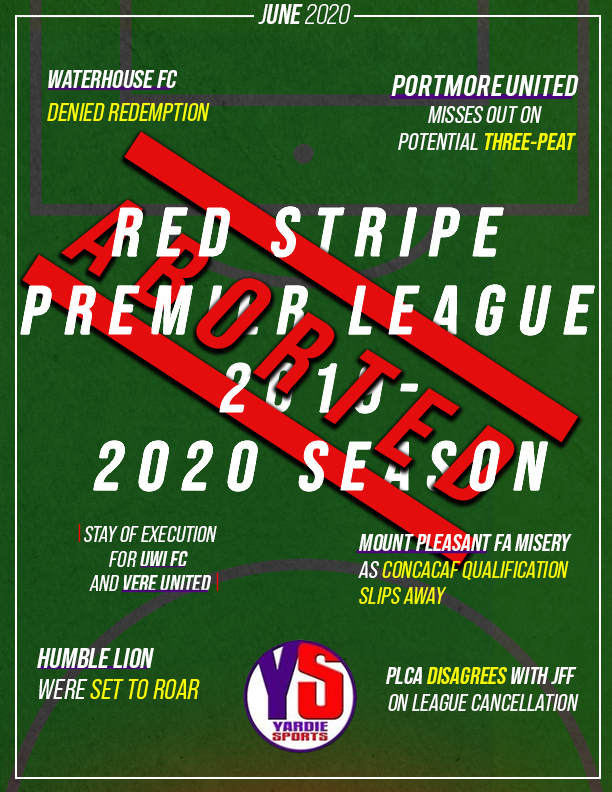 JUNE 2020
WATERHOUSE FC
DENIED REDEMPTION
PORTMORE UNITED
MISSES OUT ON
POTENTIAL THREE-PEAT
RED STRIPE
PREMIER LEAGUE
2019-
2020 SEASON
ABORTED
STAY OF EXECUTION
FOR UWI FC
AND VERE UNITED
MOUNT PLEASANT FA MISERY
AS CONCACAF QUALIFICATION
SLIPS AWAY
HUMBLE LION
WERE SET TO ROAR
YS
YARDIE
SPORTS
PLCA DISAGREES WITH JFF
ON LEAGUE CANCELLATION